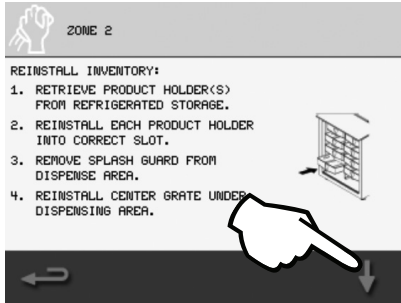 ZONE 2
REINSTALL INVENTORY:
1. RETRIEVE PRODUCT HOLDER(S)
FROM REFRIGERATED STORAGE.
2. REINSTALL EACH PRODUCT HOLDER
INTO CORRECT SLOT.
3. REMOVE SPLASH GUARD FROM
DISPENSE AREA.
4. REINSTALL CENTER GRATE UNDER
DISPENSING AREA.